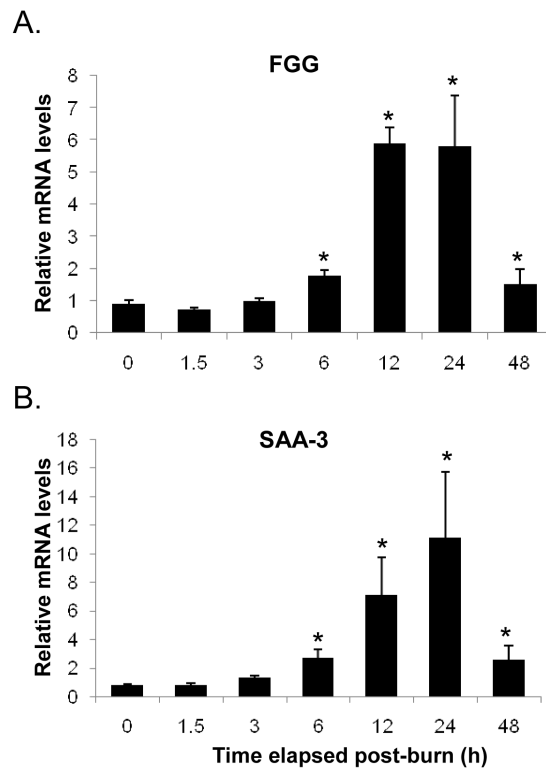 A.
FGG
Relative mRNA levels
8
7
6
5
4
3
2
1
0
* * * *
0 1.5 3 6 12 24 48
B.
SAA-3
Relative mRNA levels
18
16
14
12
10
8
6
4
2
0
* * * *
0 1.5 3 6 12 24 48
Time elapsed post-burn (h)